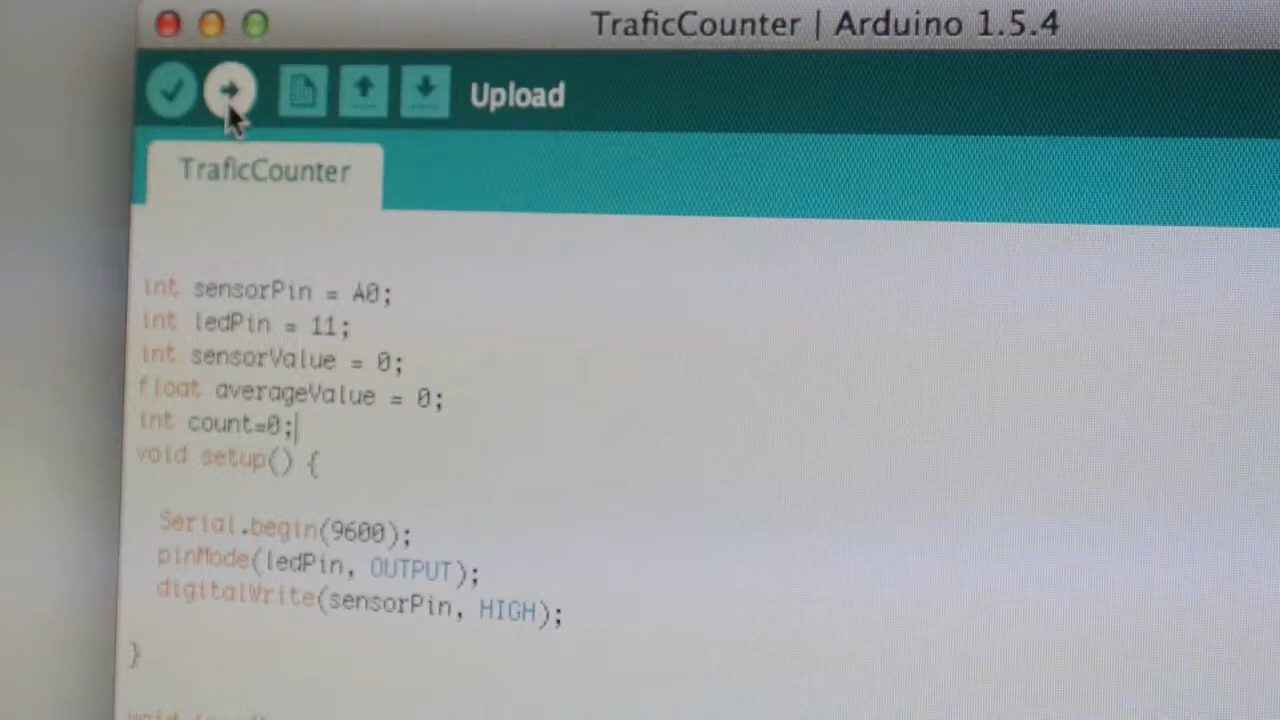 TraficCounter | Arduino 1.5.4
Upload
TraficCounter
int sensorPin = A0;
int ledPin = 11;
int sensorValue = 0;
float averageValue = 0;
int count=0;
void setup() {
Serial.begin(9600);
pinMode(ledPin, OUTPUT);
digitalWrite(sensorPin, HIGH);
}
void